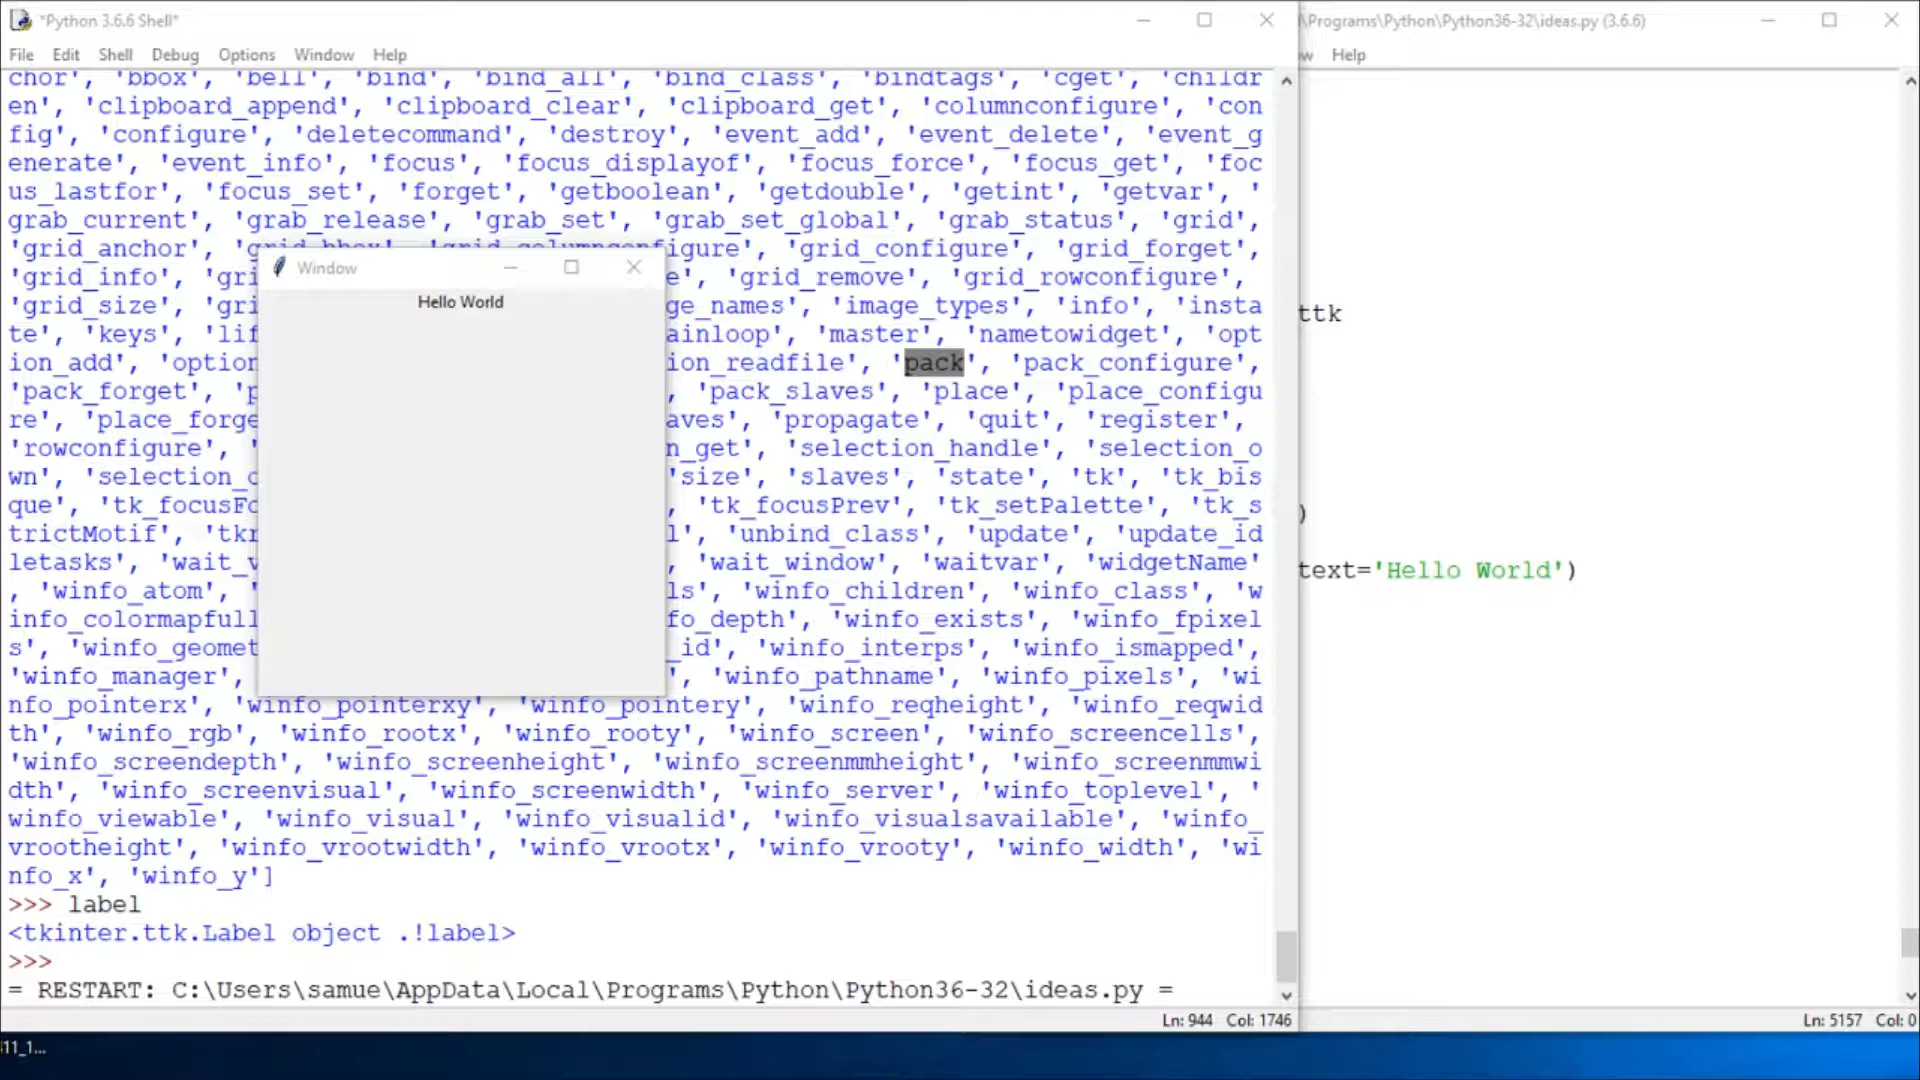 *Python 3.6.6 Shell*
File Edit Shell Debug Options Window Help
chor', 'bbox', 'bell', 'bind', 'bind_all', 'bind_class', 'bindtags', 'cget', 'childr
en', 'clipboard_append', 'clipboard_clear', 'clipboard_get', 'columnconfigure', 'con
fig', 'configure', 'deletecommand', 'destroy', 'event_add', 'event_delete', 'event_g
enerate', 'event_info', 'focus', 'focus_displayof', 'focus_force', 'focus_get', 'foc
us_lastfor', 'focus_set', 'forget', 'getboolean', 'getdouble', 'getint', 'getvar', '
grab_current', 'grab_release', 'grab_set', 'grab_set_global', 'grab_status', 'grid',
'grid_anchor', 'grid_bbox', 'grid_columnconfigure', 'grid_configure', 'grid_forget',
'grid_info', 'gri e', 'grid_remove', 'grid_rowconfigure',
'grid_size', 'gri ge_names', 'image_types', 'info', 'insta
te', 'keys', 'lif ainloop', 'master', 'nametowidget', 'opt
ion_add', 'option ion_readfile', 'pack', 'pack_configure',
'pack_forget', 'p , 'pack_slaves', 'place', 'place_configu
re', 'place_forge aves', 'propagate', 'quit', 'register',
'rowconfigure', ' n_get', 'selection_handle', 'selection_o
wn', 'selection_o 'size', 'slaves', 'state', 'tk', 'tk_bis
que', 'tk_focusFo , 'tk_focusPrev', 'tk_setPalette', 'tk_s
trictMotif', 'tkr l', 'unbind_class', 'update', 'update_id
letasks', 'wait_v , 'wait_window', 'waitvar', 'widgetName'
, 'winfo_atom', ' ls', 'winfo_children', 'winfo_class', 'w
info_colormapfull fo_depth', 'winfo_exists', 'winfo_fpixel
s', 'winfo_geomet _id', 'winfo_interps', 'winfo_ismapped',
'winfo_manager', ', 'winfo_pathname', 'winfo_pixels', 'wi
nfo_pointerx', 'winfo_pointerxy', 'winfo_pointery', 'winfo_reqheight', 'winfo_reqwid
th', 'winfo_rgb', 'winfo_rootx', 'winfo_rooty', 'winfo_screen', 'winfo_screencells',
'winfo_screendepth', 'winfo_screenheight', 'winfo_screenmmheight', 'winfo_screenmmwi
dth', 'winfo_screenvisual', 'winfo_screenwidth', 'winfo_server', 'winfo_toplevel', '
winfo_viewable', 'winfo_visual', 'winfo_visualid', 'winfo_visualsavailable', 'winfo_
vrootheight', 'winfo_vrootwidth', 'winfo_vrootx', 'winfo_vrooty', 'winfo_width', 'wi
nfo_x', 'winfo_y']
>>> label
<tkinter.ttk.Label object .!label>
>>>
= RESTART: C:\Users\samue\AppData\Local\Programs\Python\Python36-32\ideas.py =
Ln: 944 Col: 1746
Window
Hello World
\Programs\Python\Python36-32\ideas.py (3.6.6)
w Help
ttk
)
text='Hello World')
Ln: 5157 Col: 0
11_1...